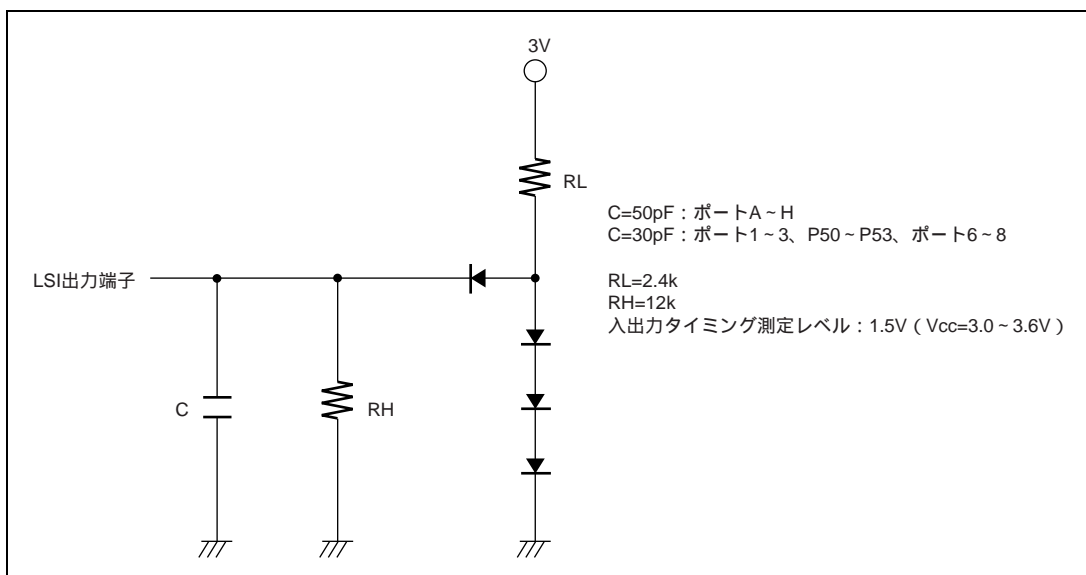 3V
RL
C=50pF：ポートA～H
C=30pF：ポート1～3、P50～P53、ポート6～8
LSI出力端子
RL=2.4k
RH=12k
入出力タイミング測定レベル：1.5V（Vcc=3.0～3.6V）
C
RH